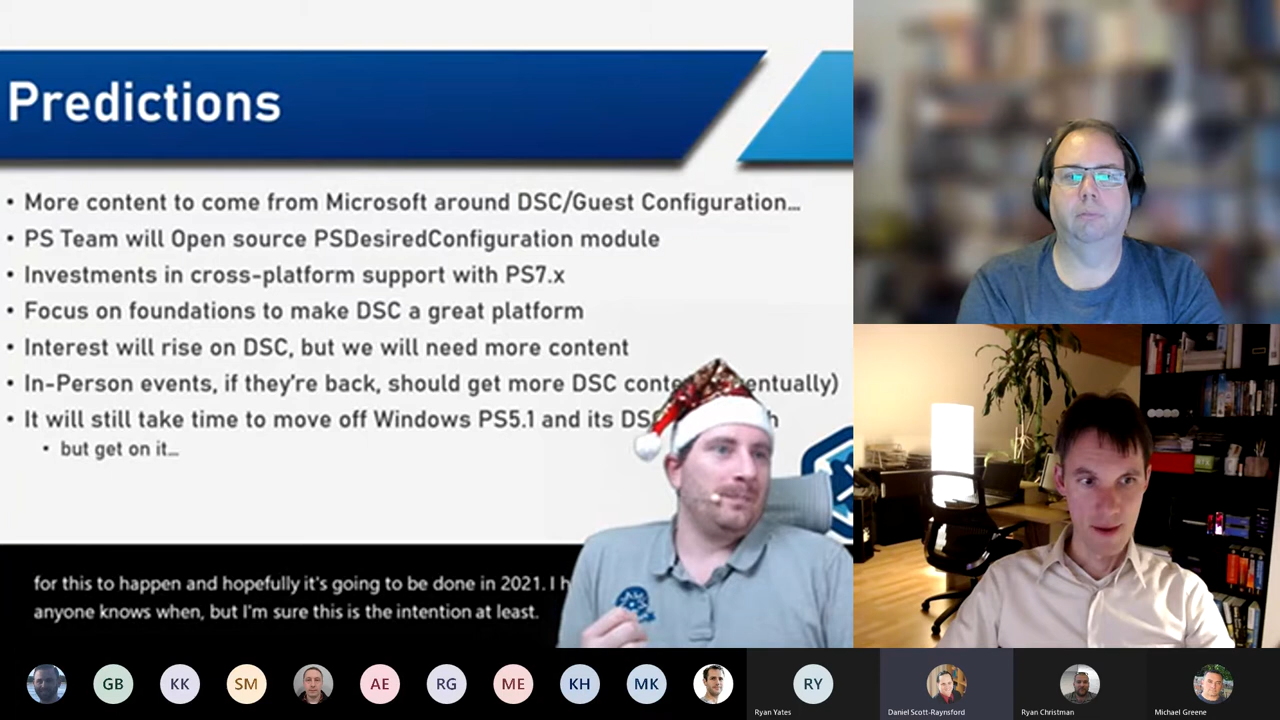 Predictions
• More content to come from Microsoft around DSC/Guest Configuration…
• PS Team will Open source PSDesiredConfiguration module
• Investments in cross-platform support with PS7.x
• Focus on foundations to make DSC a great platform
• Interest will rise on DSC, but we will need more content
• In-Person events, if they're back, should get more DSC
• It will still take time to move off Windows PS5.1 and its
• but get on it…
for this to happen and hopefully it's going to be done in 2021. I
anyone knows when, but I'm sure this is the intention at least.
GB
KK
SM
AE
RG
ME
KH
MK
RY
Ryan Yates
Daniel Scott-Raynsford
Ryan Christman
Michael Greene